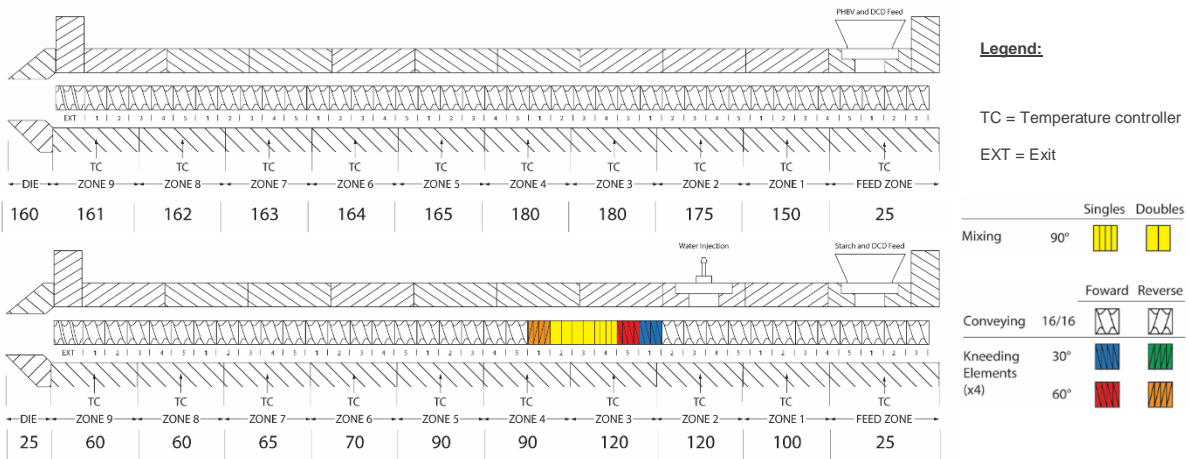 PHBV and DCD Feed
EXT
TC TC TC TC TC TC TC TC TC TC
DIE ZONE 9 ZONE 8 ZONE 7 ZONE 6 ZONE 5 ZONE 4 ZONE 3 ZONE 2 ZONE 1 FEED ZONE
160 161 162 163 164 165 180 180 175 150 25
Water Injection Starch and DCD Feed
EXT
TC TC TC TC TC TC TC TC TC TC
DIE ZONE 9 ZONE 8 ZONE 7 ZONE 6 ZONE 5 ZONE 4 ZONE 3 ZONE 2 ZONE 1 FEED ZONE
25 60 60 65 70 90 90 120 120 100 25
Legend:
TC = Temperature controller
EXT = Exit
Singles Doubles
Mixing 90°
Foward Reverse
Conveying 16/16
Kneeding 30°
Elements
(x4) 60°